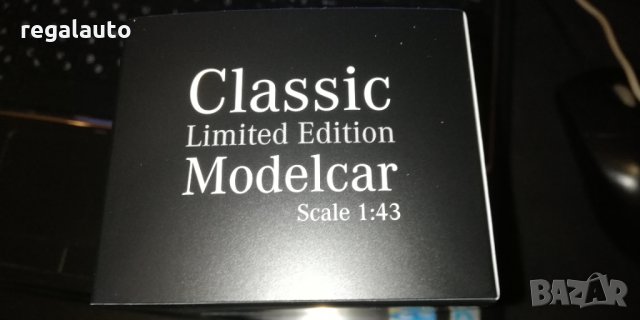 regalauto
Classic
Limited Edition
Modelcar
Scale 1:43
BAZAR